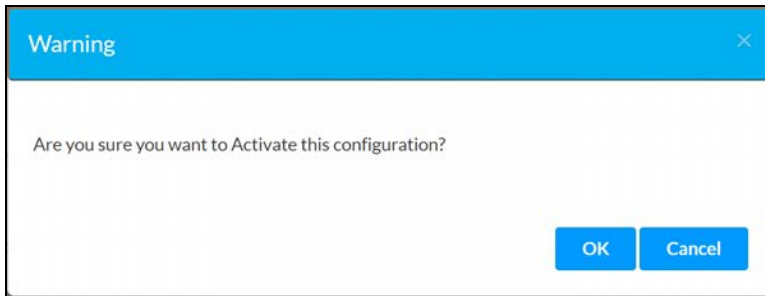 Warning
×
Are you sure you want to Activate this configuration?
OK
Cancel